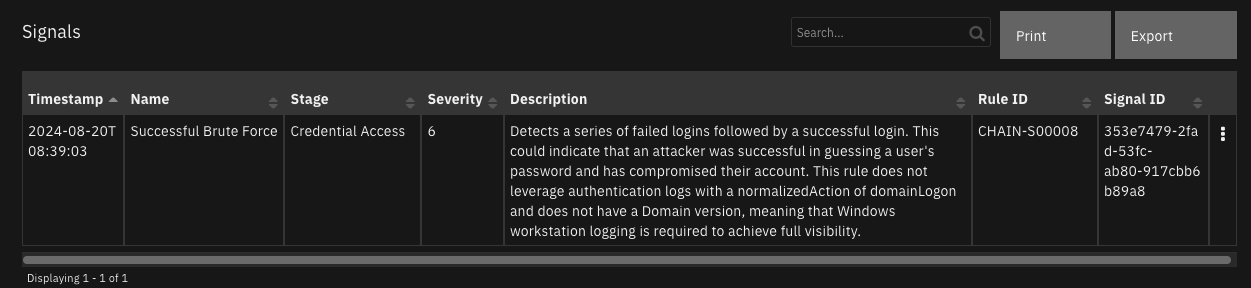 Signals
Search...
Print
Export
Timestamp Name Stage Severity Description Rule ID Signal ID
2024-08-20T Successful Brute Force Credential Access 6 Detects a series of failed logins followed by a successful login. This CHAIN-S00008 353e7479-2fa
08:39:03 could indicate that an attacker was successful in guessing a user's d-53fc-
password and has compromised their account. This rule does not ab80-917cbb6
leverage authentication logs with a normalizedAction of domainLogon b89a8
and does not have a Domain version, meaning that Windows
workstation logging is required to achieve full visibility.
Displaying 1 - 1 of 1